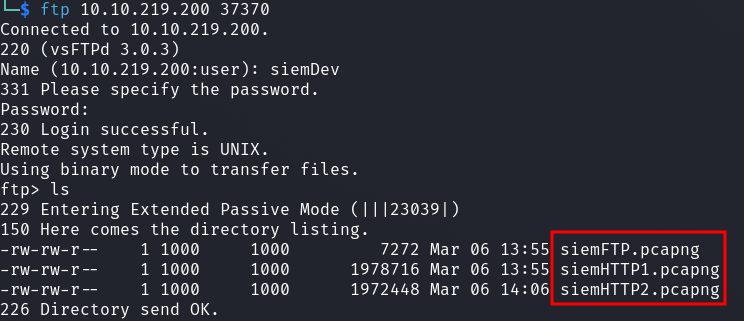 └─$ ftp 10.10.219.200 37370
Connected to 10.10.219.200.
220 (vsFTPd 3.0.3)
Name (10.10.219.200:user): siemDev
331 Please specify the password.
Password:
230 Login successful.
Remote system type is UNIX.
Using binary mode to transfer files.
ftp> ls
229 Entering Extended Passive Mode (|||23039|)
150 Here comes the directory listing.
-rw-rw-r--    1 1000     1000         7272 Mar 06 13:55 siemFTP.pcapng
-rw-rw-r--    1 1000     1000      1978716 Mar 06 13:55 siemHTTP1.pcapng
-rw-rw-r--    1 1000     1000      1972448 Mar 06 14:06 siemHTTP2.pcapng
226 Directory send OK.